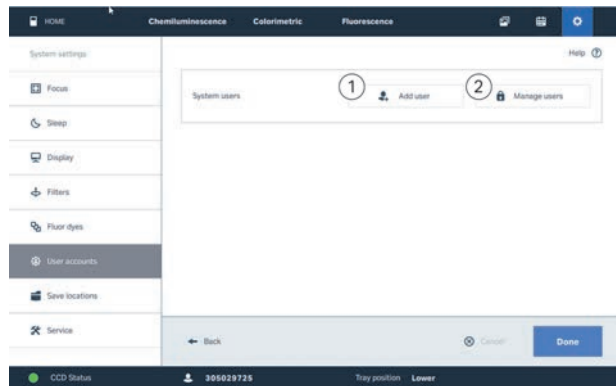 HOME Chemiluminescence Colorimetric Fluorescence
System settings
Help ?
Focus
Sleep
Display
Filters
Fluor dyes
User accounts
Save locations
Service
System users
1 Add user
2 Manage users
Back Cancel Done
CCD Status 305029725 Tray position Lower